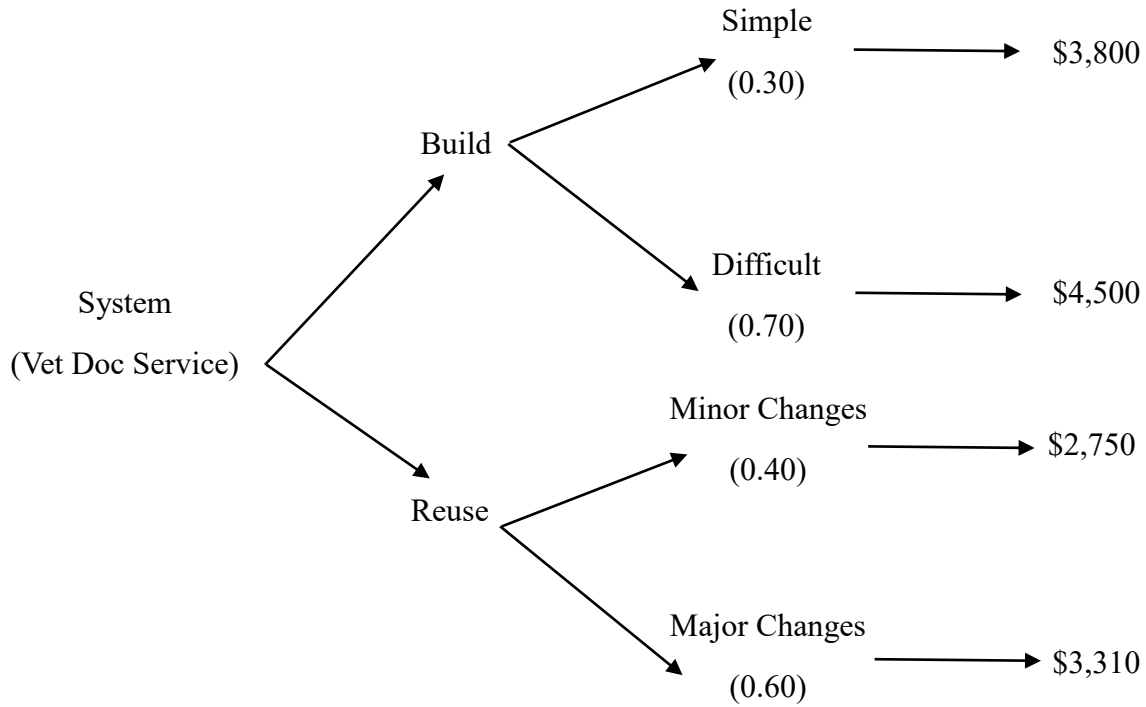 Simple
(0.30)
$3,800
Build
Difficult
(0.70)
$4,500
System
(Vet Doc Service)
Minor Changes
(0.40)
$2,750
Reuse
Major Changes
(0.60)
$3,310